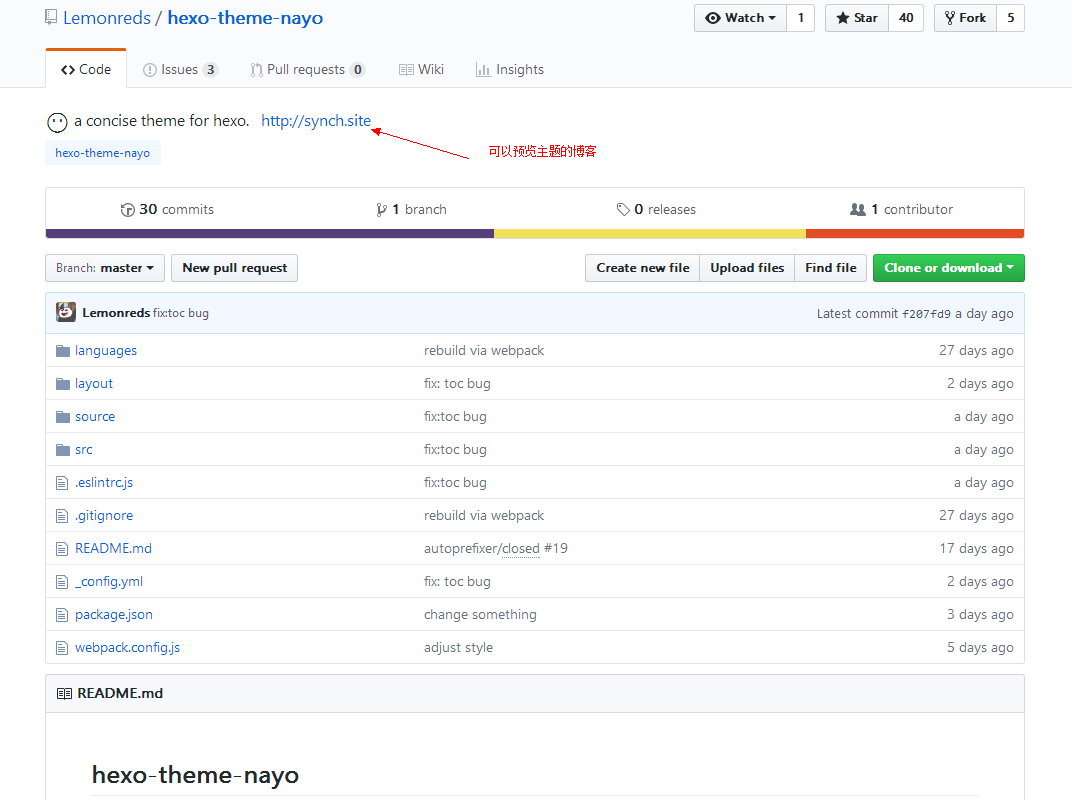 Lemonreds / hexo-theme-nayo
Watch 1 Star 40 Fork 5
Code Issues 3 Pull requests 0 Wiki Insights
a concise theme for hexo. http://synch.site
可以预览主题的博客
hexo-theme-nayo
30 commits 1 branch 0 releases 1 contributor
Branch: master New pull request Create new file Upload files Find file Clone or download
Lemonreds fix:toc bug Latest commit f207fd9 a day ago
languages rebuild via webpack 27 days ago
layout fix: toc bug 2 days ago
source fix:toc bug a day ago
src fix:toc bug a day ago
.eslintrc.js fix:toc bug a day ago
.gitignore rebuild via webpack 27 days ago
README.md autoprefixer/closed #19 17 days ago
_config.yml fix: toc bug 2 days ago
package.json change something 3 days ago
webpack.config.js adjust style 5 days ago
README.md
hexo-theme-nayo